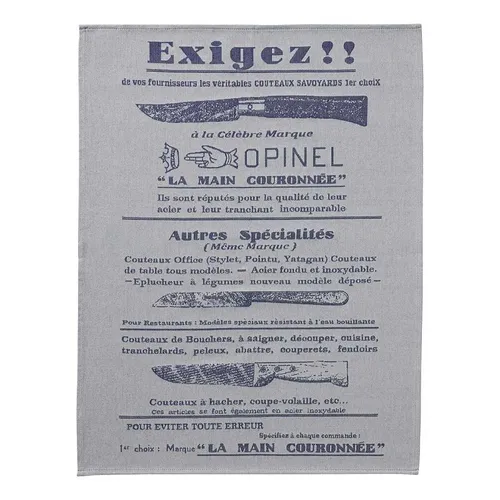 Exigez!!
de vos fournisseurs les véritables COUTEAUX SAVOYARDS 1er choiX
à la Célèbre Marque
OPINEL
"LA MAIN COURONNÉE"
Ils sont réputés pour la qualité de leur
acier et leur tranchant incomparable
Autres Spécialités
(Même Marque)
Couteaux Office (Stylet, Pointu, Yatagan) Couteaux
de table tous modèles. — Acier fondu et inoxydable.
—Eplucheur à légumes nouveau modèle déposé—
Pour Restaurants: Modèles spéciaux résistant à l'eau bouillante
Couteaux de Bouchers, à saigner, découper, cuisine,
tranchelards, peleux, abattre, couperets, fendoirs
Couteaux à hacher, coupe-volaille, etc...
Ces articles se font également en acier inoxydable
POUR EVITER TOUTE ERREUR
Spécifiez à chaque commande:
1er choix: Marque "LA MAIN COURONNÉE"